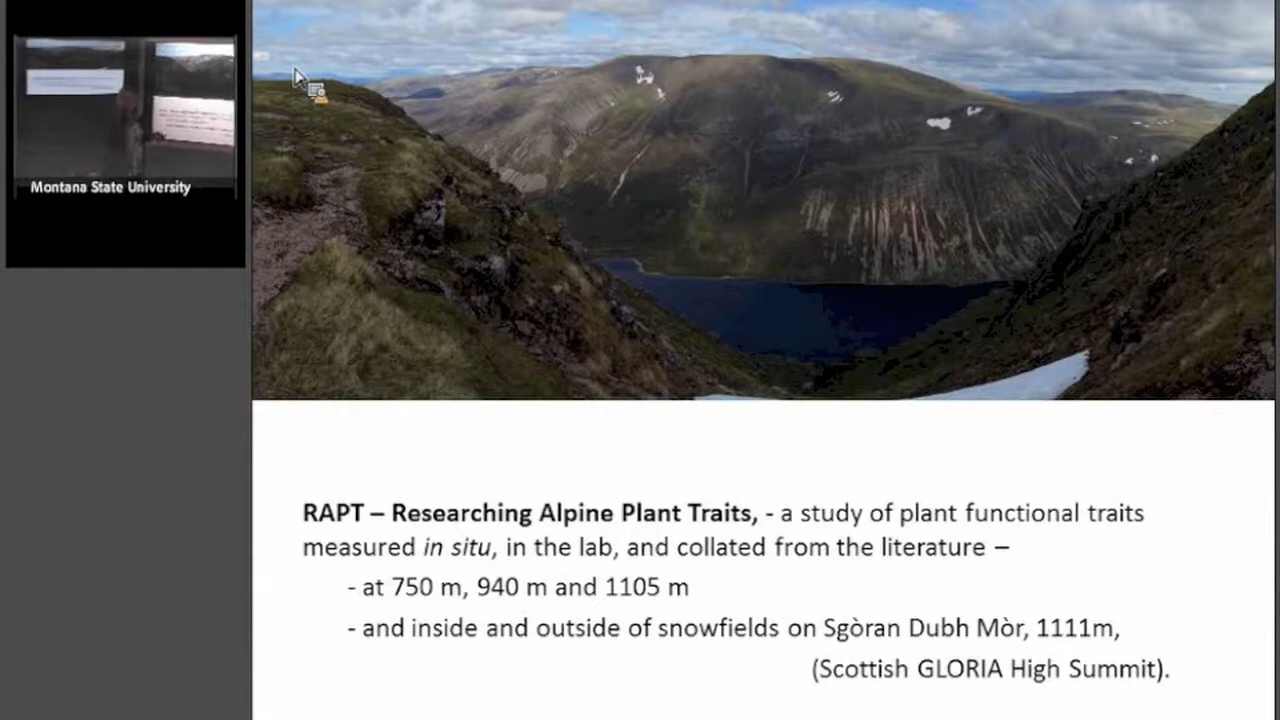 Montana State University
RAPT – Researching Alpine Plant Traits, - a study of plant functional traits
measured in situ, in the lab, and collated from the literature –
- at 750 m, 940 m and 1105 m
- and inside and outside of snowfields on Sgòran Dubh Mòr, 1111m,
(Scottish GLORIA High Summit).